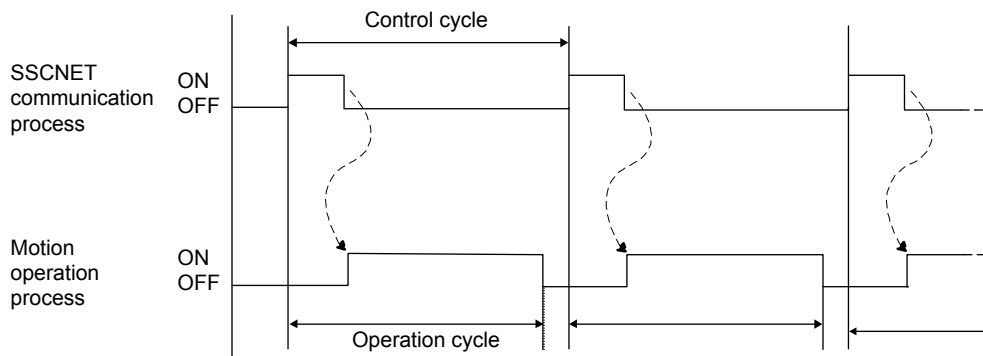 Control cycle
SSCNET
communication
process
ON
OFF
Motion
operation
process
ON
OFF
Operation cycle